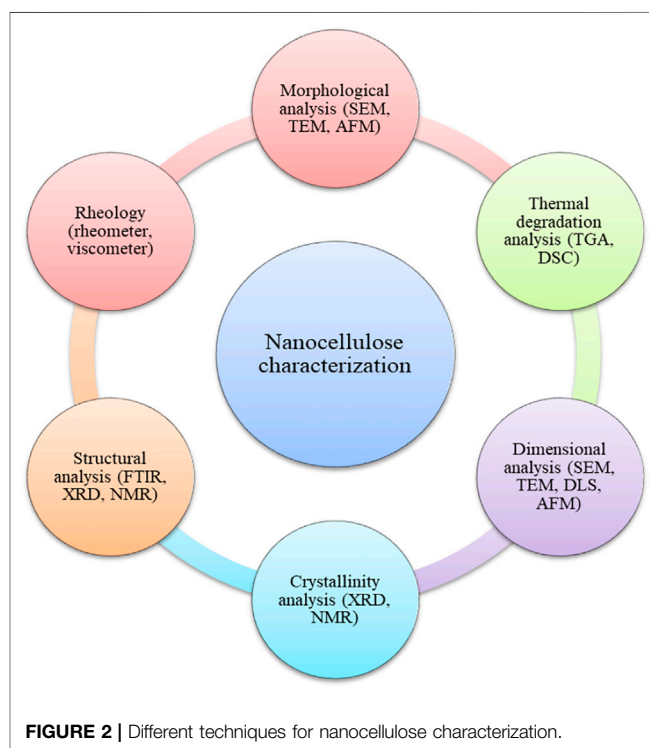 Morphological
analysis (SEM,
TEM, AFM)
Thermal
degradation
analysis (TGA,
DSC)
Dimensional
analysis (SEM,
TEM, DLS,
AFM)
Crystallinity
analysis (XRD,
NMR)
Structural
analysis (FTIR,
XRD, NMR)
Rheology
(rheometer,
viscometer)
Nanocellulose
characterization
FIGURE 2 | Different techniques for nanocellulose characterization.